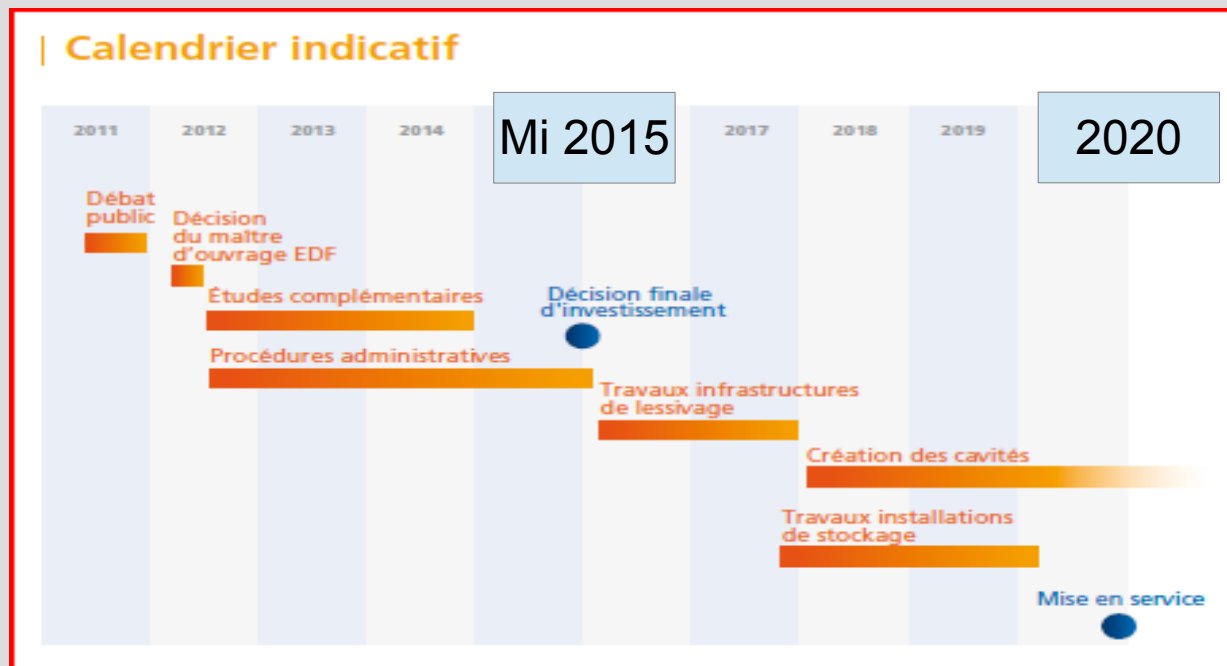 | Calendrier indicatif
2011 2012 2013 2014 Mi 2015 2017 2018 2019 2020
Débat
public
Décision
du maître
d'ouvrage EDF
Études complémentaires
Décision finale
d'investissement
Procédures administratives
Travaux infrastructures
de lessivage
Création des cavités
Travaux installations
de stockage
Mise en service